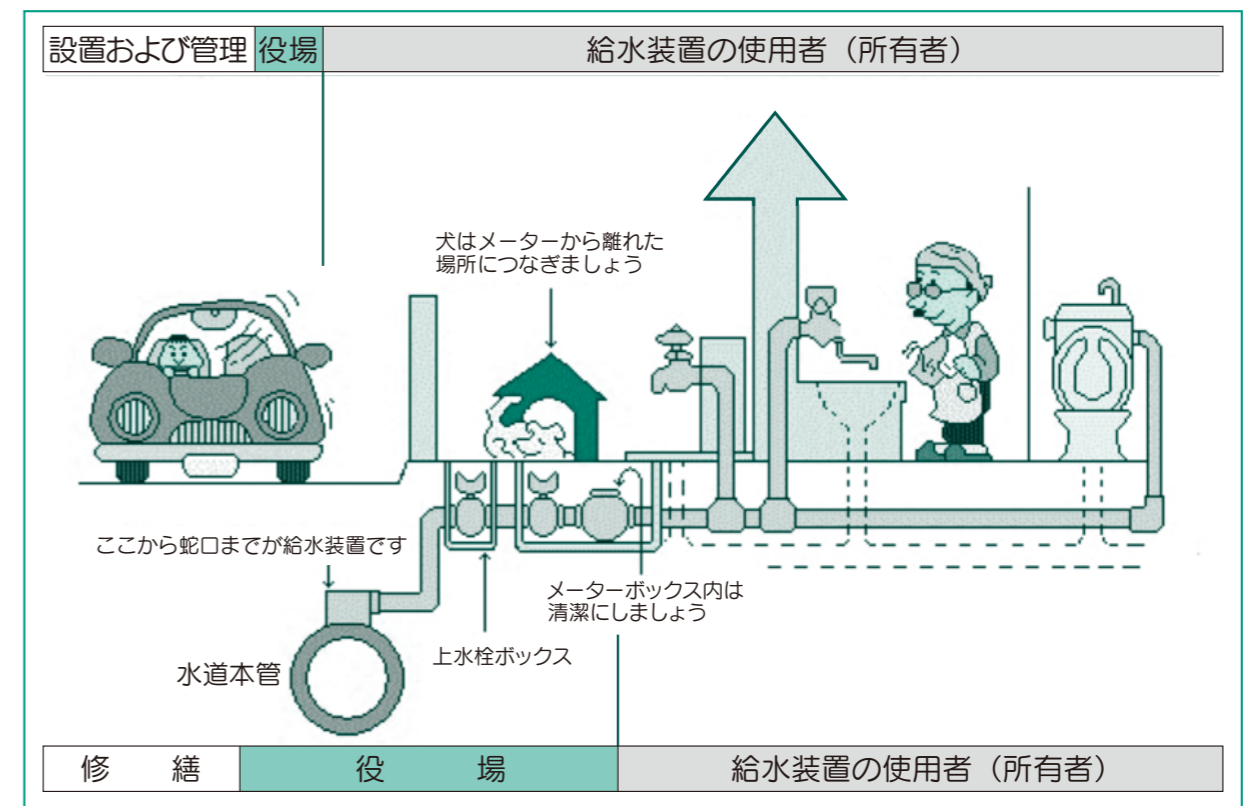 設置および管理 役場 給水装置の使用者（所有者）
犬はメーターから離れた
場所につなぎましょう
ここから蛇口までが給水装置です
メーターボックス内は
清潔にしましょう
上水栓ボックス
水道本管
修繕 役場 給水装置の使用者（所有者）